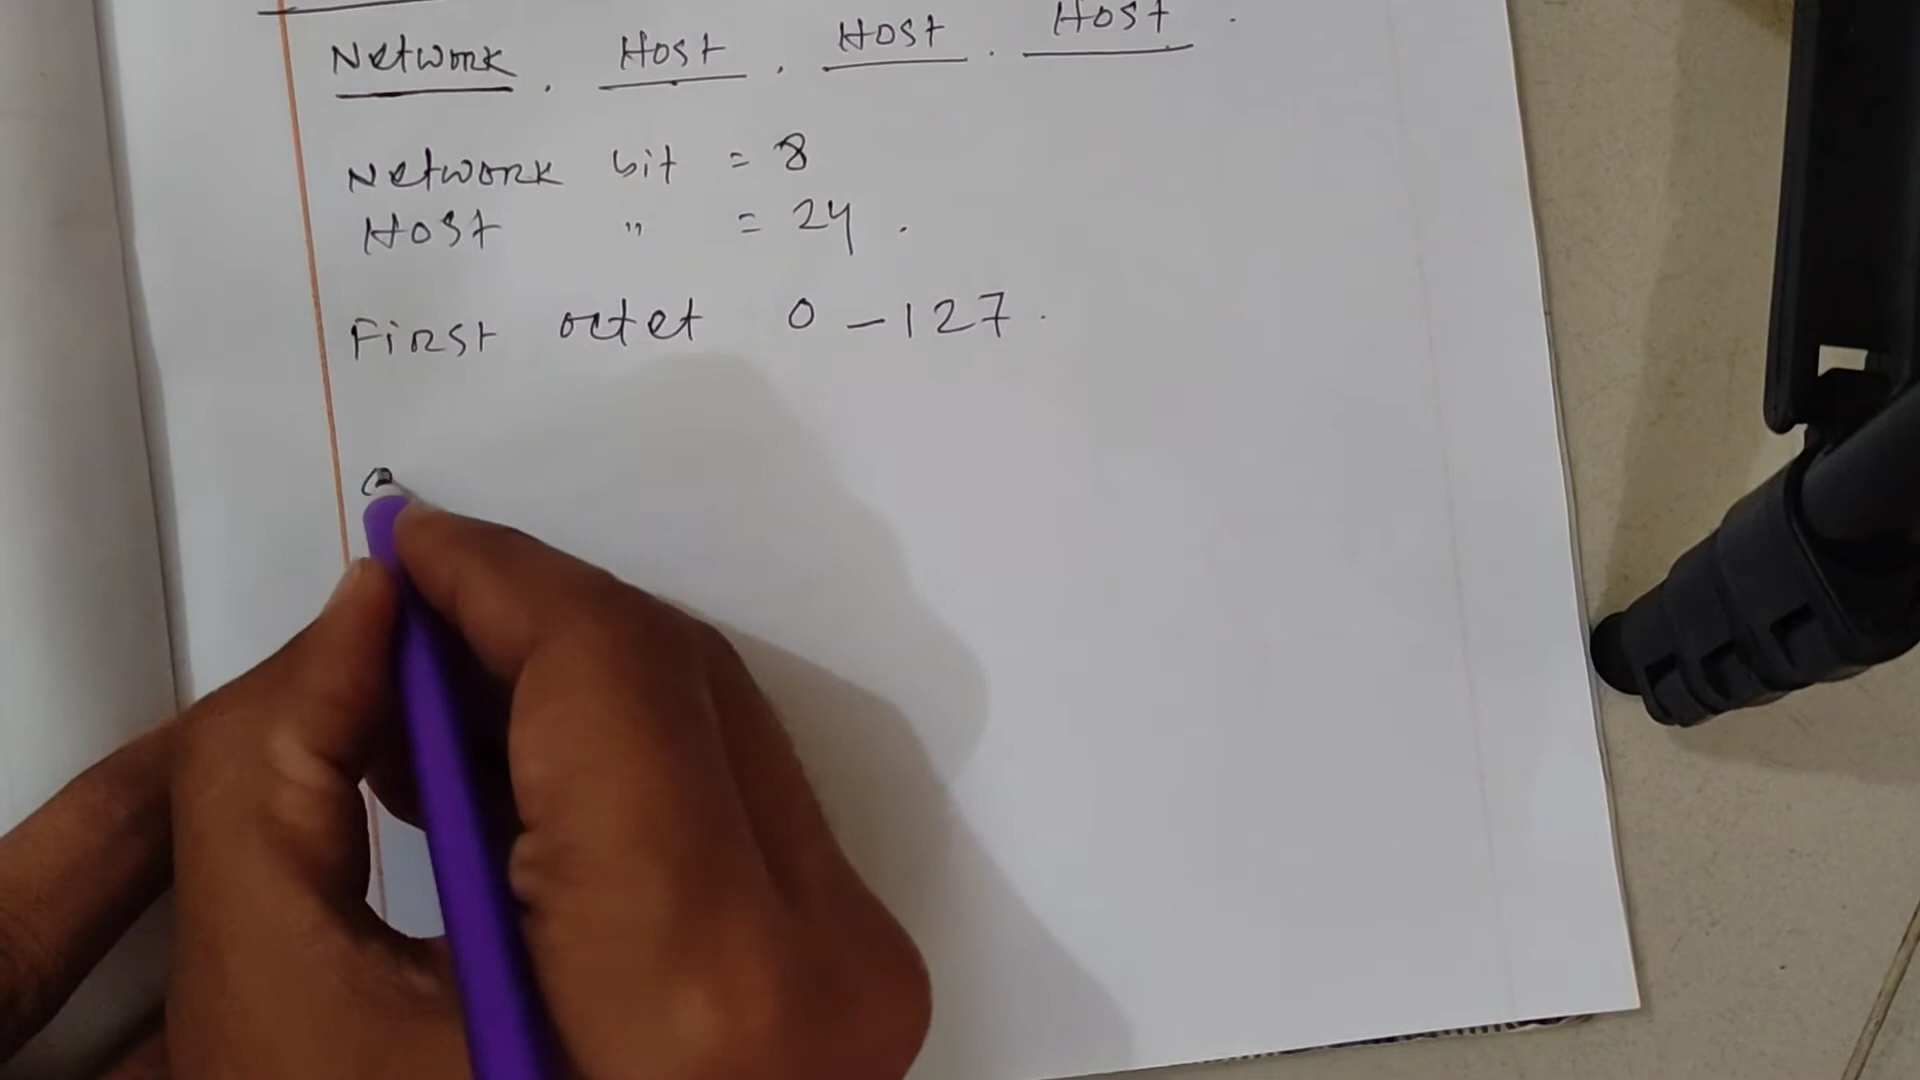 Network . Host . Host . Host .
Network bit = 8
Host " = 24 .
First octet 0 - 127 .